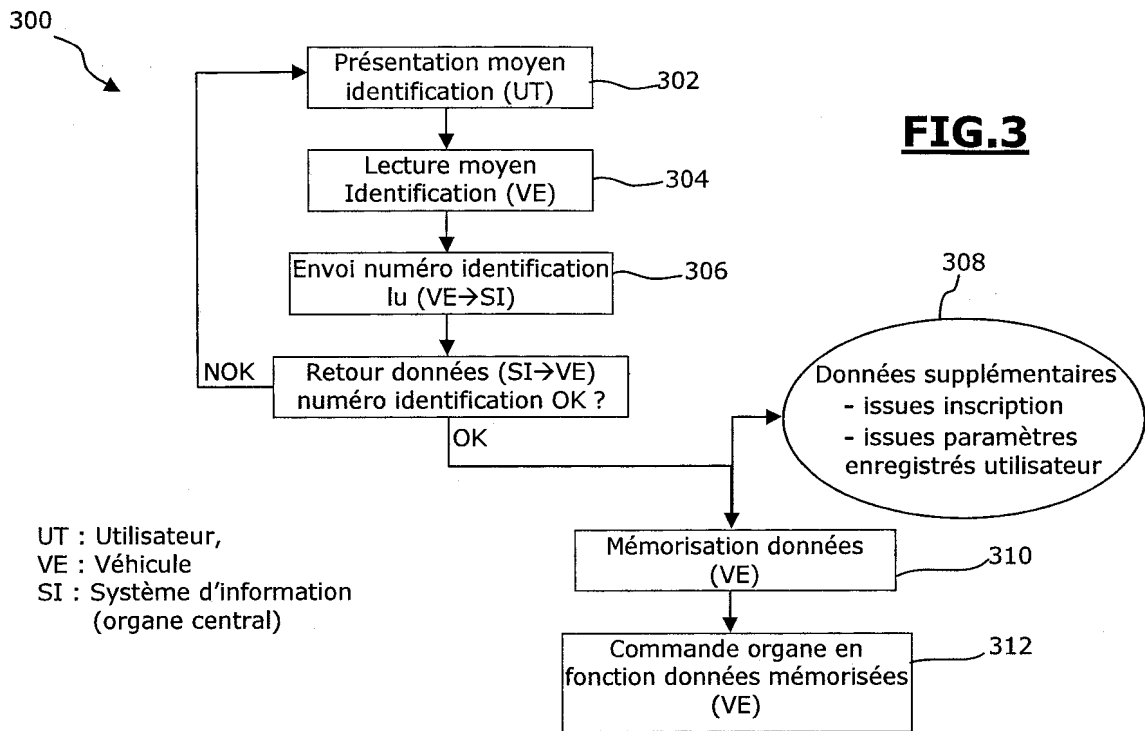 300
Présentation moyen
identification (UT)
302
FIG.3
Lecture moyen
Identification (VE)
304
Envoi numéro identification
lu (VE→SI)
306
308
NOK
Retour données (SI→VE)
numéro identification OK ?
OK
Données supplémentaires
- issues inscription
- issues paramètres
enregistrés utilisateur
UT : Utilisateur,
VE : Véhicule
SI : Système d'information
(organe central)
Mémorisation données
(VE)
310
Commande organe en
fonction données mémorisées
(VE)
312